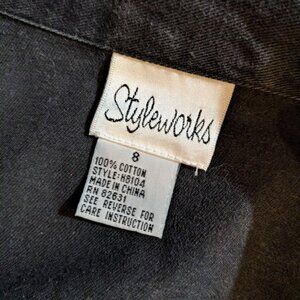 Styleworks
8
100% COTTON
STYLE:H8104
MADE IN CHINA
RN 82631
SEE REVERSE FOR
CARE INSTRUCTION